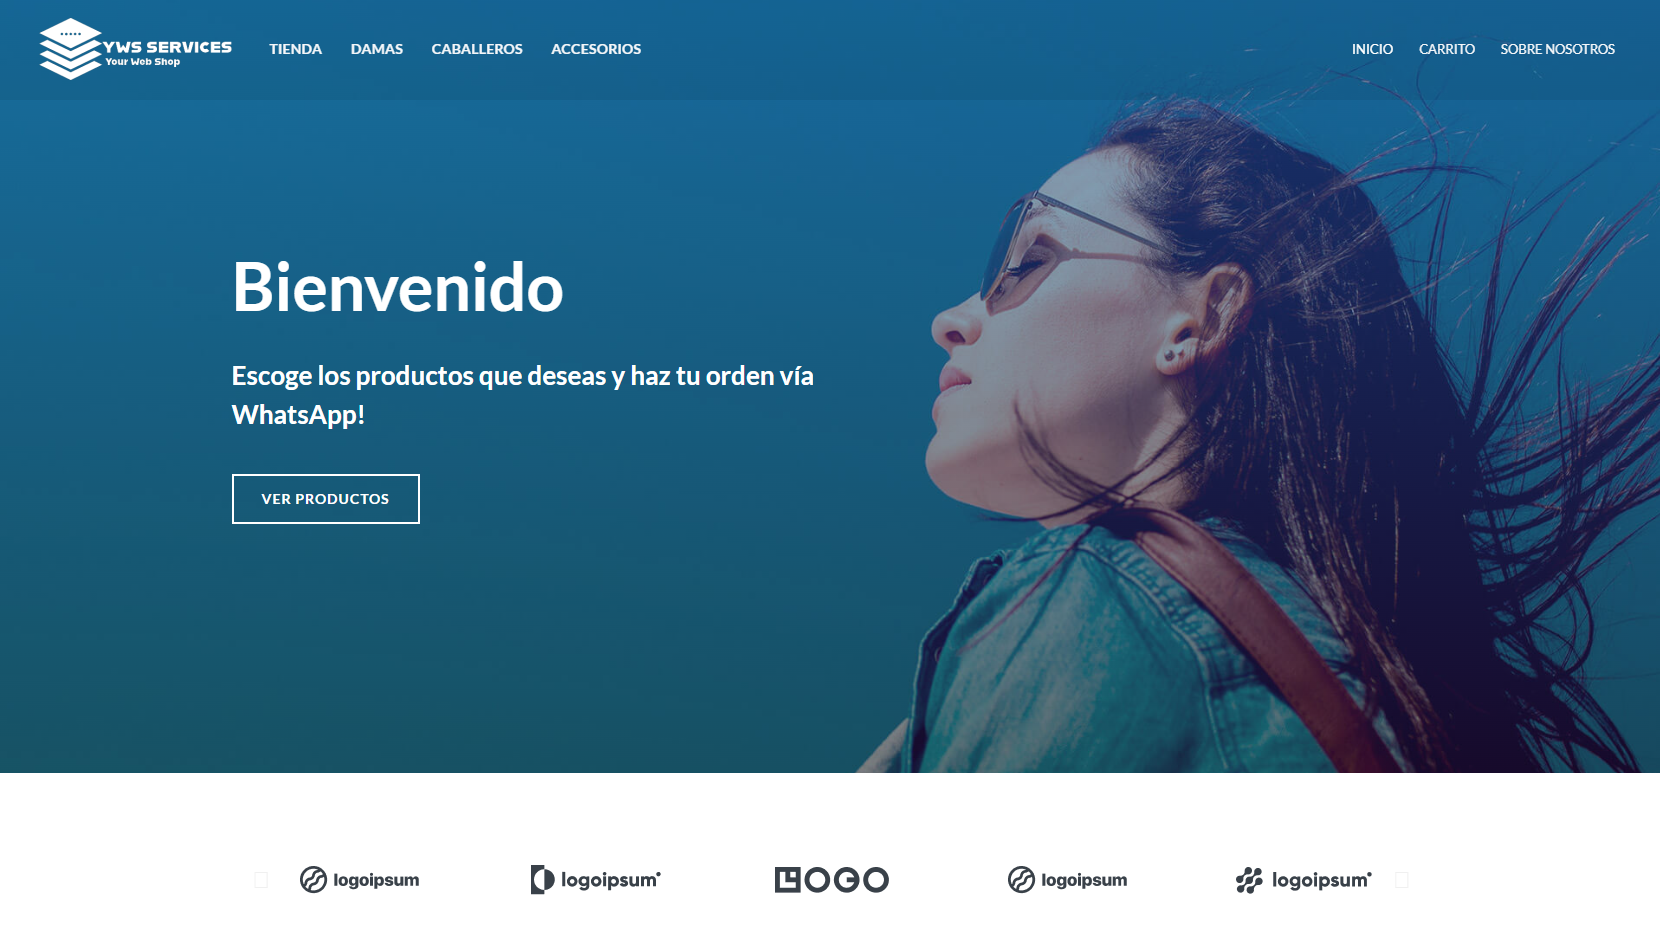 YWS SERVICES
Your Web Shop
TIENDA DAMAS CABALLEROS ACCESORIOS
INICIO CARRITO SOBRE NOSOTROS
Bienvenido
Escoge los productos que deseas y haz tu orden vía
WhatsApp!
VER PRODUCTOS
logoipsum logoipsum LOGO logoipsum logoipsum